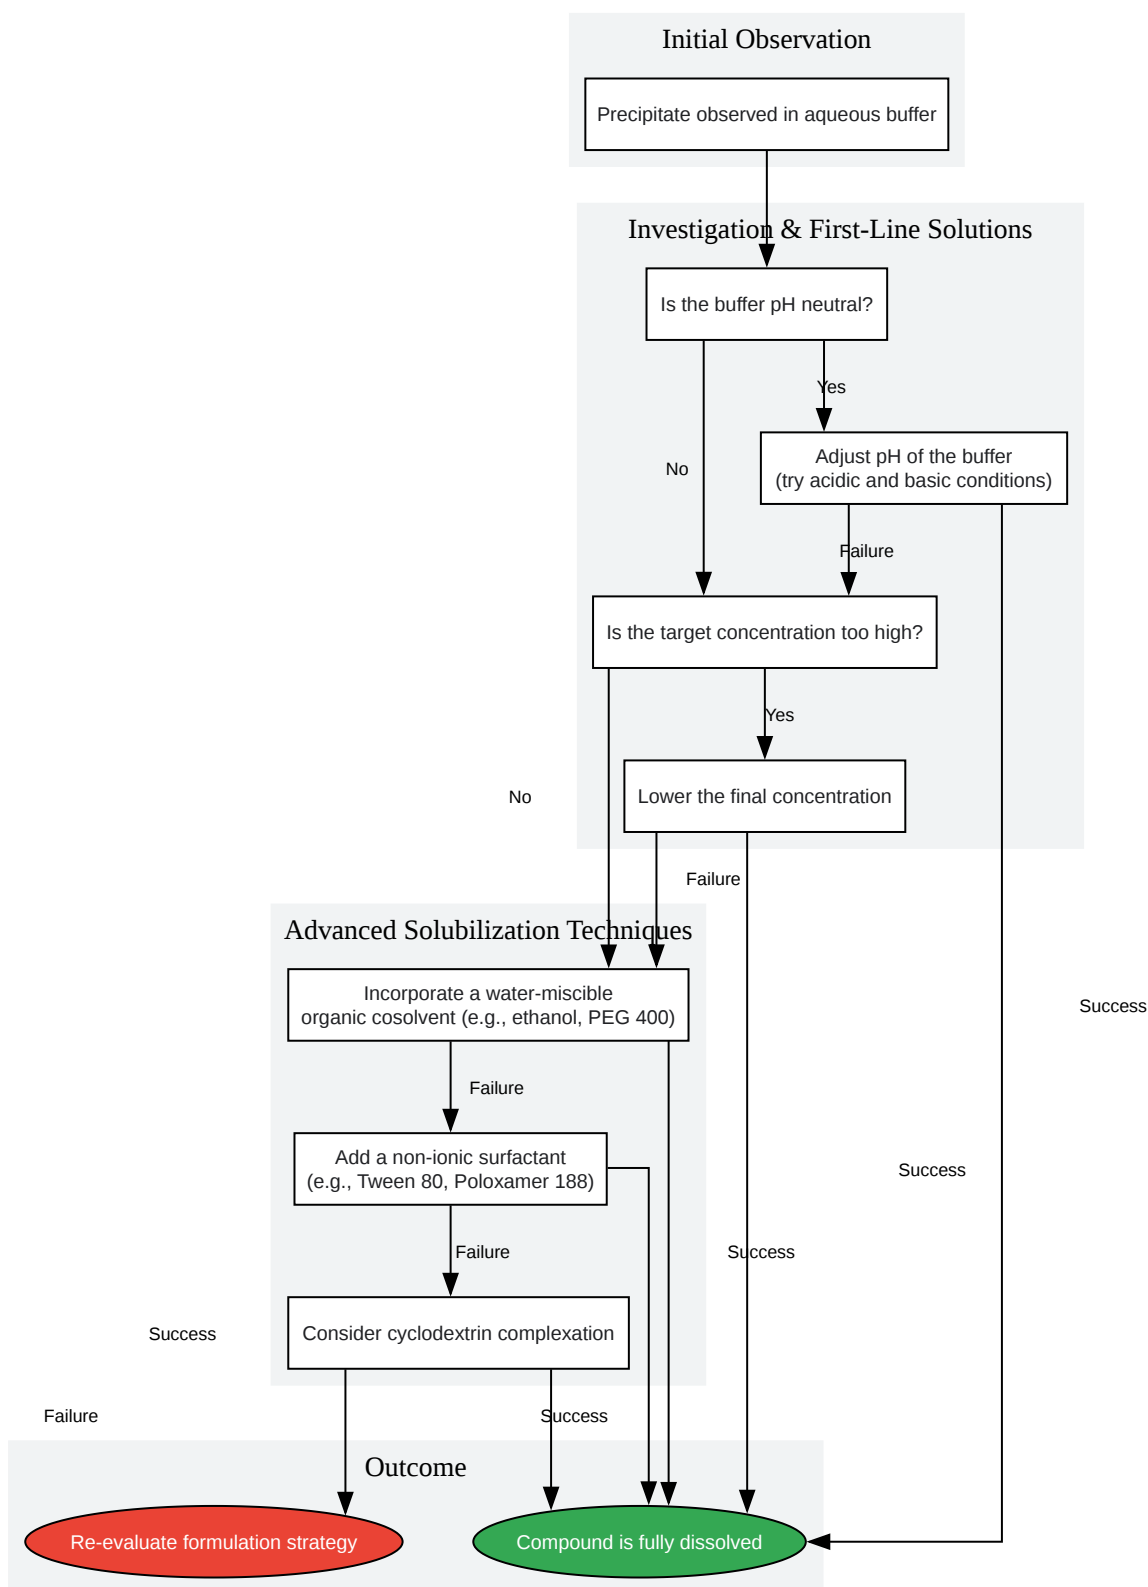 Initial Observation
Precipitate observed in aqueous buffer
Investigation & First-Line Solutions
Is the buffer pH neutral?
Yes
Adjust pH of the buffer
(try acidic and basic conditions)
No
Failure
Is the target concentration too high?
Yes
Lower the final concentration
No
Failure
Advanced Solubilization Techniques
Incorporate a water-miscible
organic cosolvent (e.g., ethanol, PEG 400)
Success
Failure
Add a non-ionic surfactant
(e.g., Tween 80, Poloxamer 188)
Success
Failure
Success
Consider cyclodextrin complexation
Success
Failure
Success
Outcome
Re-evaluate formulation strategy
Compound is fully dissolved